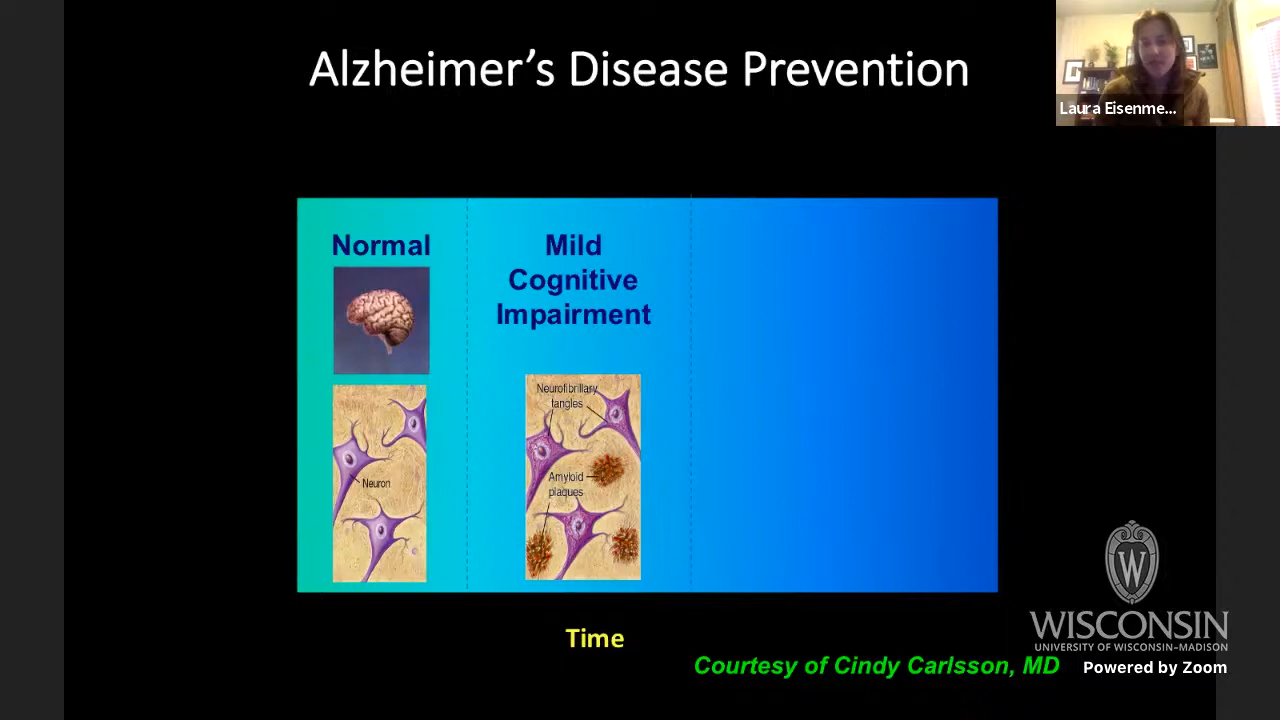 Alzheimer's Disease Prevention
Laura Eisenme...
Normal
Mild
Cognitive
Impairment
Neurofibrillary
tangles
Amyloid
plaques
Neuron
Time
W
WISCONSIN
UNIVERSITY OF WISCONSIN–MADISON
Courtesy of Cindy Carlsson, MD
Powered by Zoom